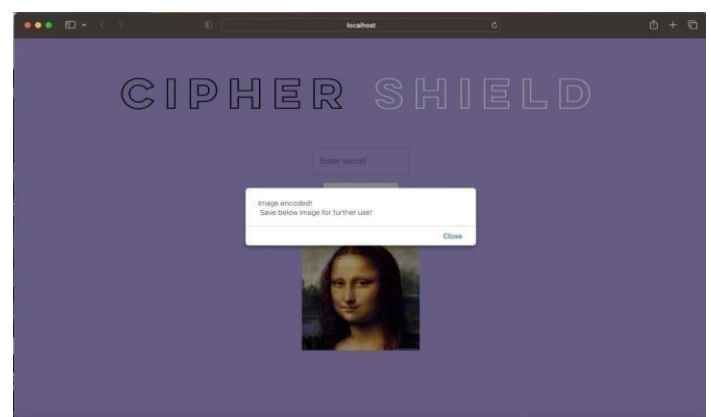 localhost
CIPHER SHIELD
Enter secret
Image encoded!
Save below image for further use!
Close